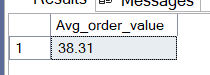 Results Messages
Avg_order_value
1 38.31